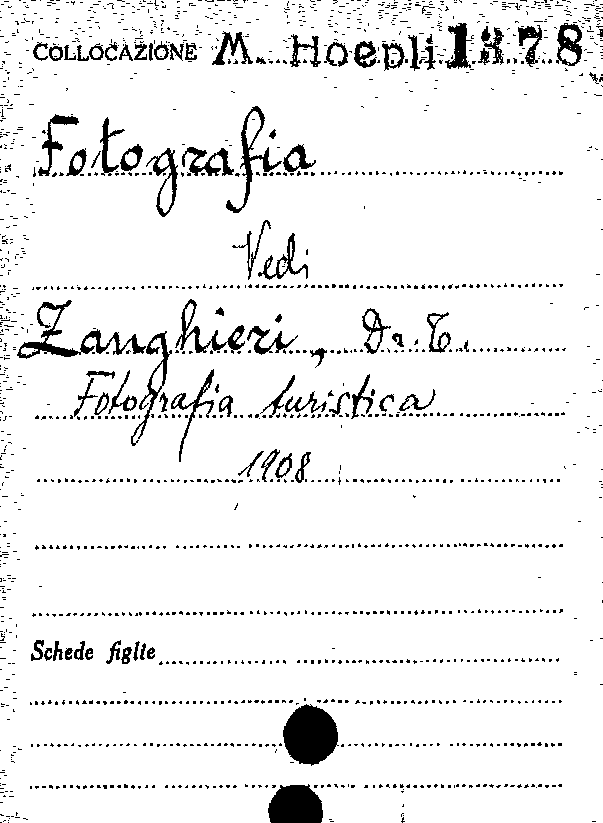 COLLOCAZIONE M. Hoepli 1378
Fotografia
Vedi
Zanghieri, Dr. T.
Fotografia turistica
1908
Schede figlie